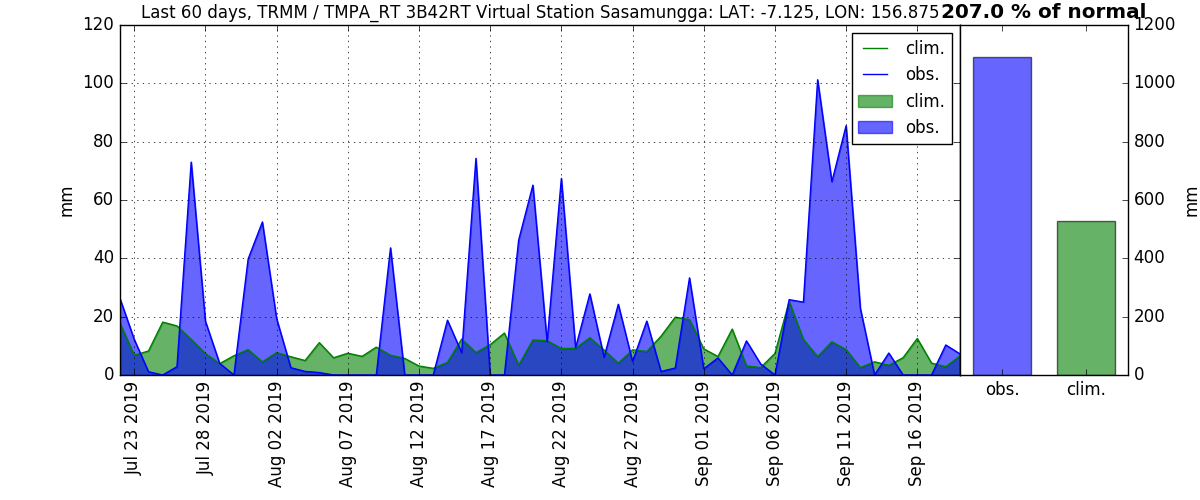 Last 60 days, TRMM / TMPA_RT 3B42RT Virtual Station Sasamungga: LAT: -7.125, LON: 156.875
207.0 % of normal
120
100
80
60
40
20
0
mm
clim.
obs.
clim.
obs.
1200
1000
800
600
400
200
0
mm
Jul 23 2019
Jul 28 2019
Aug 02 2019
Aug 07 2019
Aug 12 2019
Aug 17 2019
Aug 22 2019
Aug 27 2019
Sep 01 2019
Sep 06 2019
Sep 11 2019
Sep 16 2019
obs.
clim.